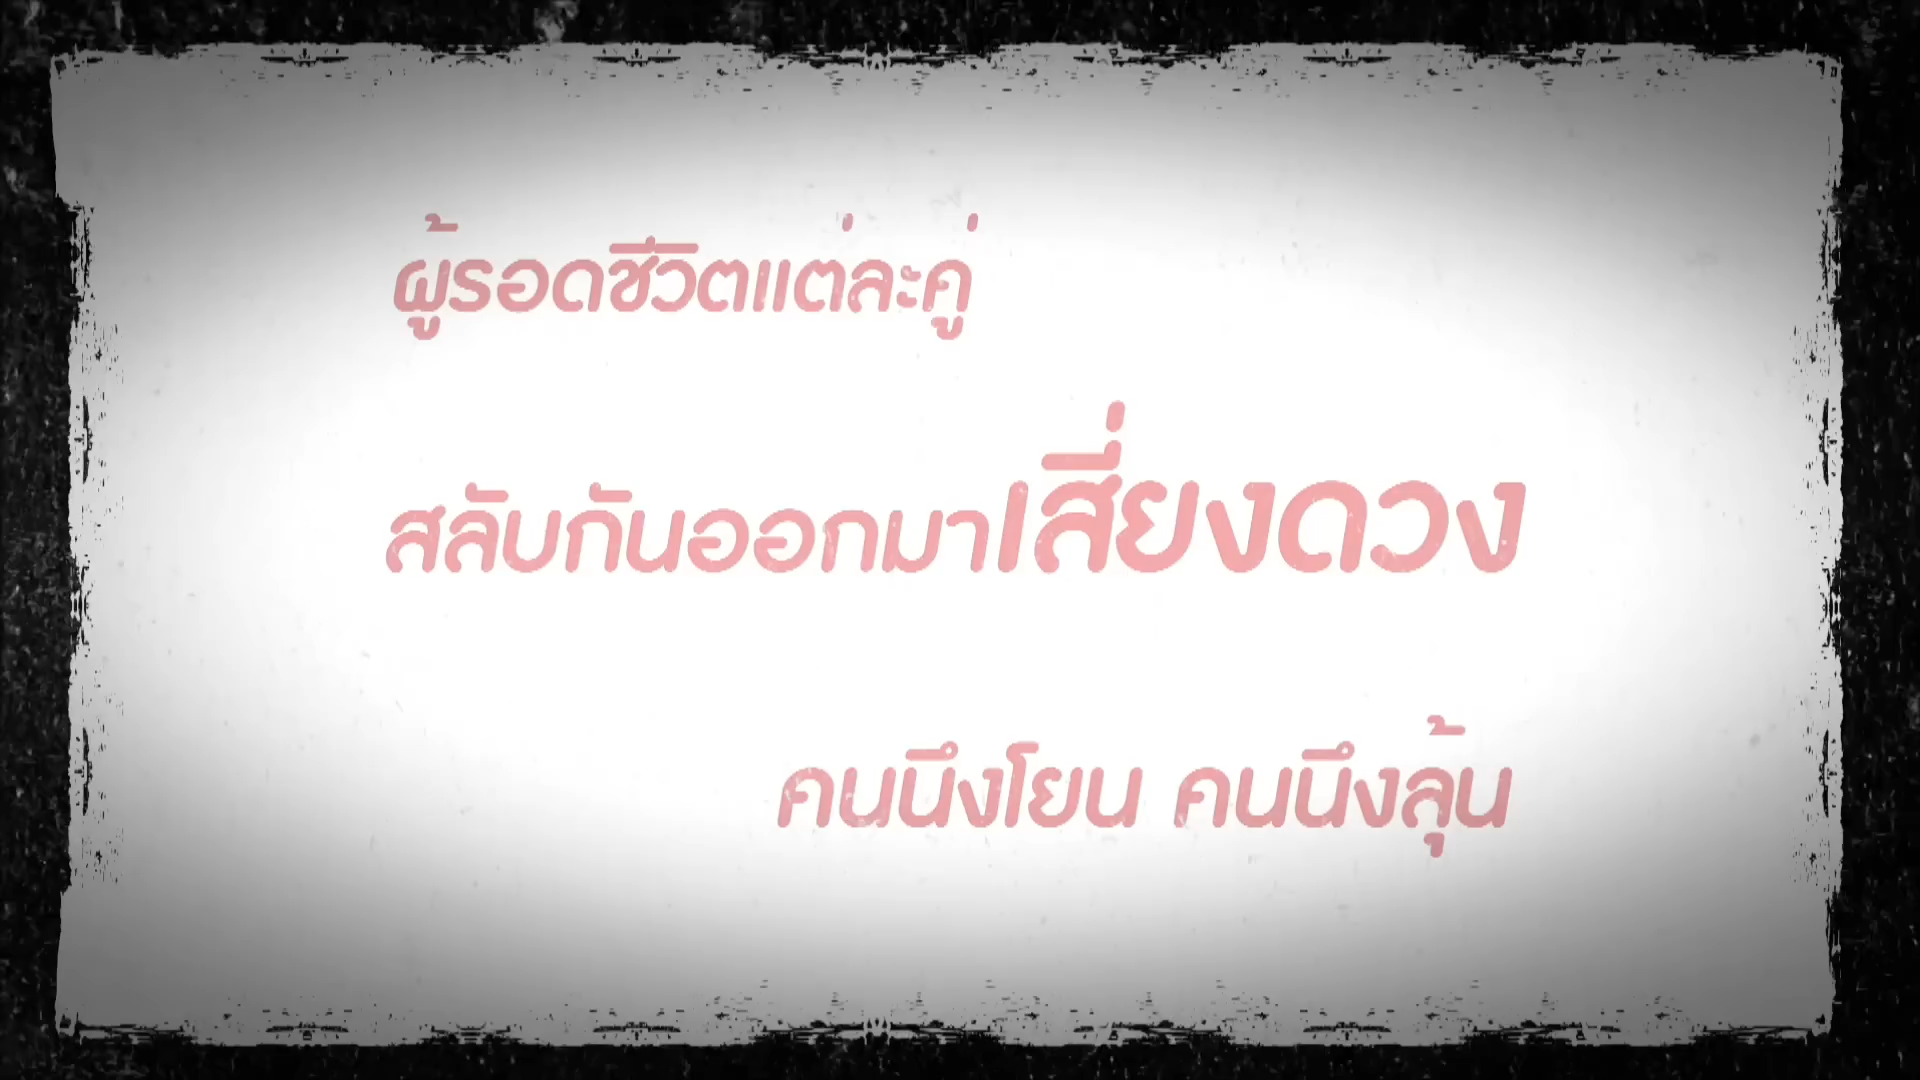 ผู้รอดชีวิตแต่ละคู่
สลับกันออกมาเสี่ยงดวง
คนนึงโยน คนนึงลุ้น